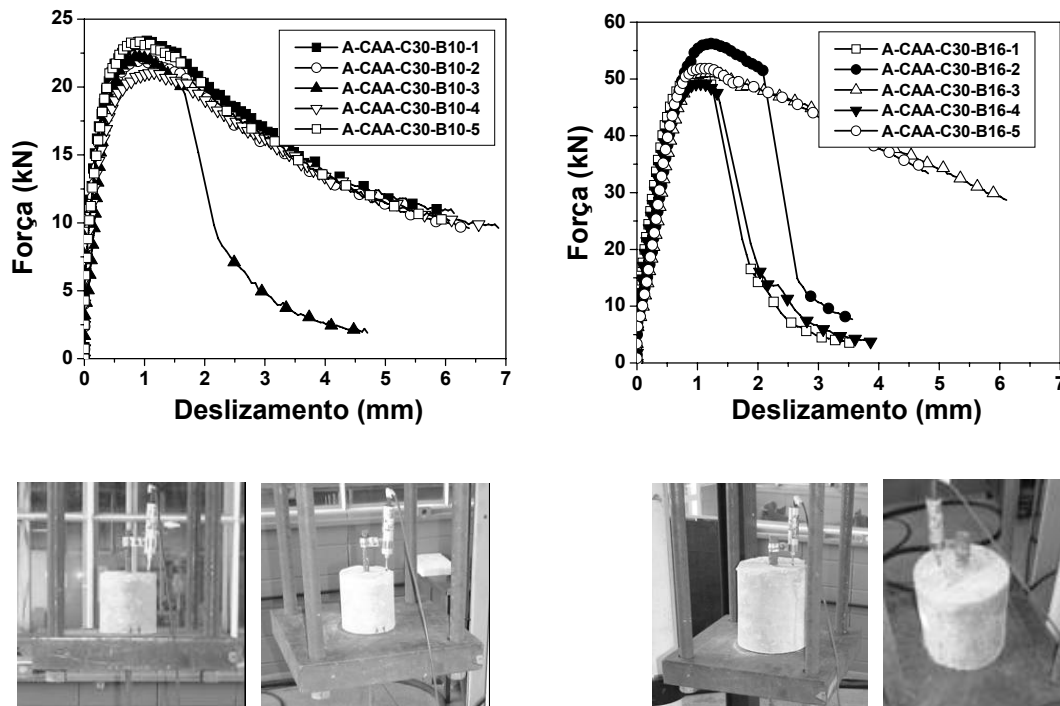 25
20
15
10
5
0
0 1 2 3 4 5 6 7
Força (kN)
Deslizamento (mm)
A-CAA-C30-B10-1
A-CAA-C30-B10-2
A-CAA-C30-B10-3
A-CAA-C30-B10-4
A-CAA-C30-B10-5
60
50
40
30
20
10
0
0 1 2 3 4 5 6 7
Força (kN)
Deslizamento (mm)
A-CAA-C30-B16-1
A-CAA-C30-B16-2
A-CAA-C30-B16-3
A-CAA-C30-B16-4
A-CAA-C30-B16-5